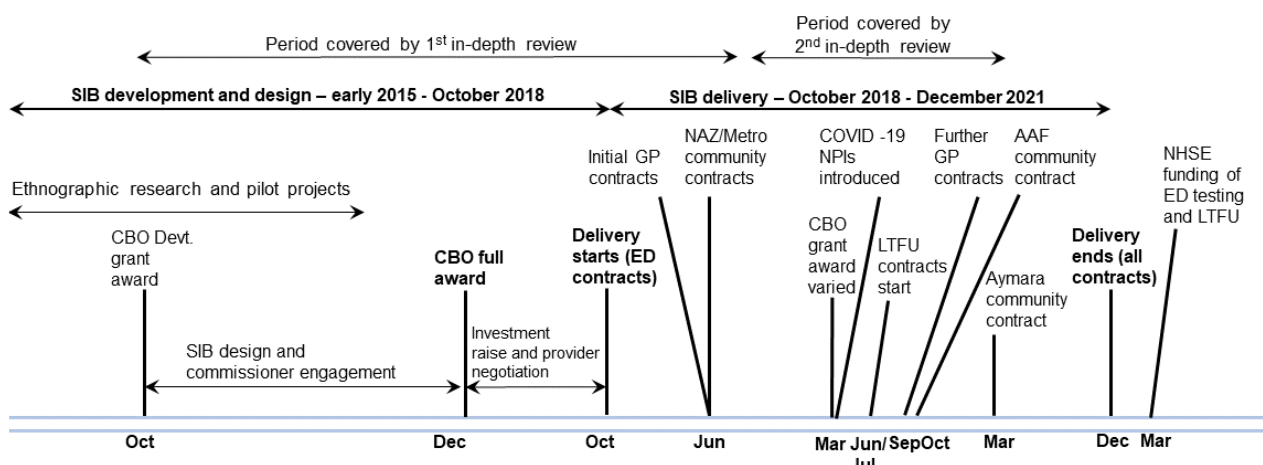 Period covered by 1st in-depth review
Period covered by
2nd in-depth review
SIB development and design – early 2015 - October 2018
SIB delivery – October 2018 - December 2021
Ethnographic research and pilot projects
CBO Devt.
grant
award
SIB design and
commissioner engagement
CBO full
award
Investment
raise and provider
negotiation
Delivery
starts (ED
contracts)
Initial GP
contracts
NAZ/Metro
community
contracts
COVID -19
NPIs
introduced
CBO
grant
award
varied
LTFU
contracts
start
Further
GP
contracts
AAF
community
contract
Aymara
community
contract
Delivery
ends (all
contracts)
NHSE
funding of
ED testing
and LTFU
Oct
Dec
Oct
Jun
Mar
Jun/
Jul
Sep
Oct
Mar
Dec
Mar